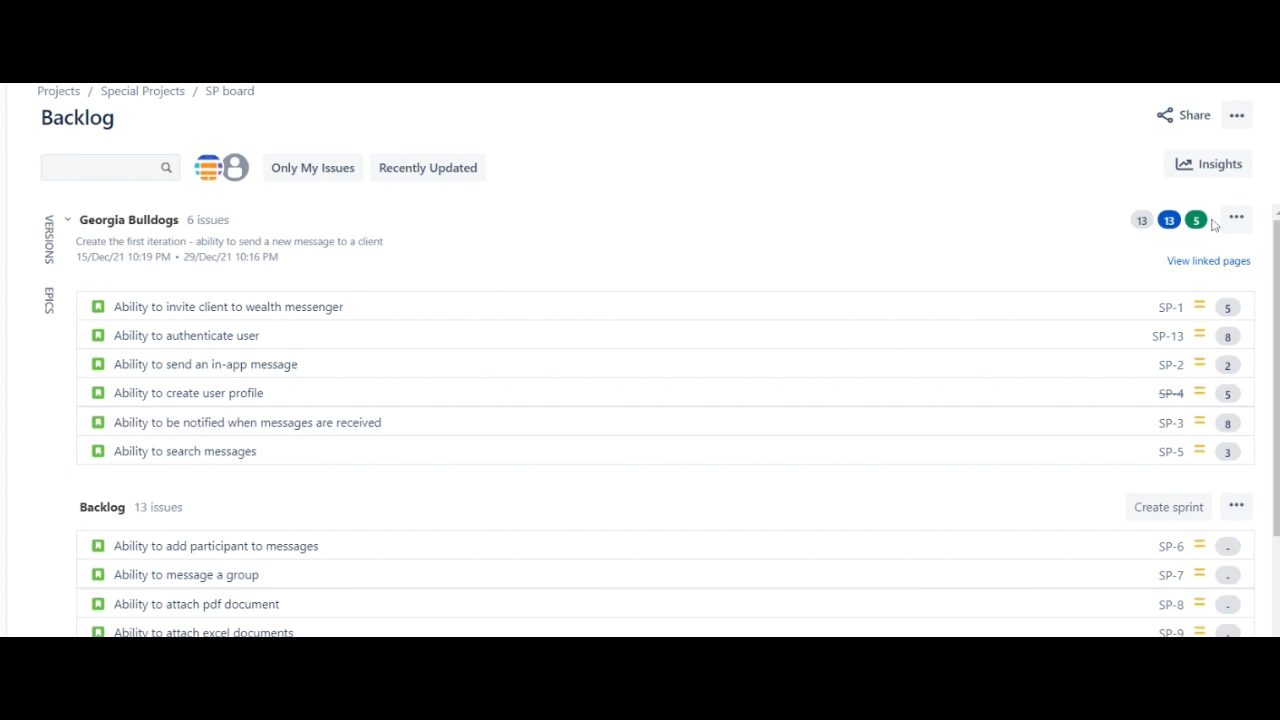 Projects / Special Projects / SP board
Backlog
Share
Only My Issues Recently Updated
Insights
VERSIONS
EPICS
Georgia Bulldogs 6 issues 13 13 5
Create the first iteration - ability to send a new message to a client
15/Dec/21 10:19 PM • 29/Dec/21 10:16 PM
View linked pages
Ability to invite client to wealth messenger SP-1 5
Ability to authenticate user SP-13 8
Ability to send an in-app message SP-2 2
Ability to create user profile SP-4 5
Ability to be notified when messages are received SP-3 8
Ability to search messages SP-5 3
Backlog 13 issues Create sprint
Ability to add participant to messages SP-6 -
Ability to message a group SP-7 -
Ability to attach pdf document SP-8 -
Ability to attach excel documents SP-9 -